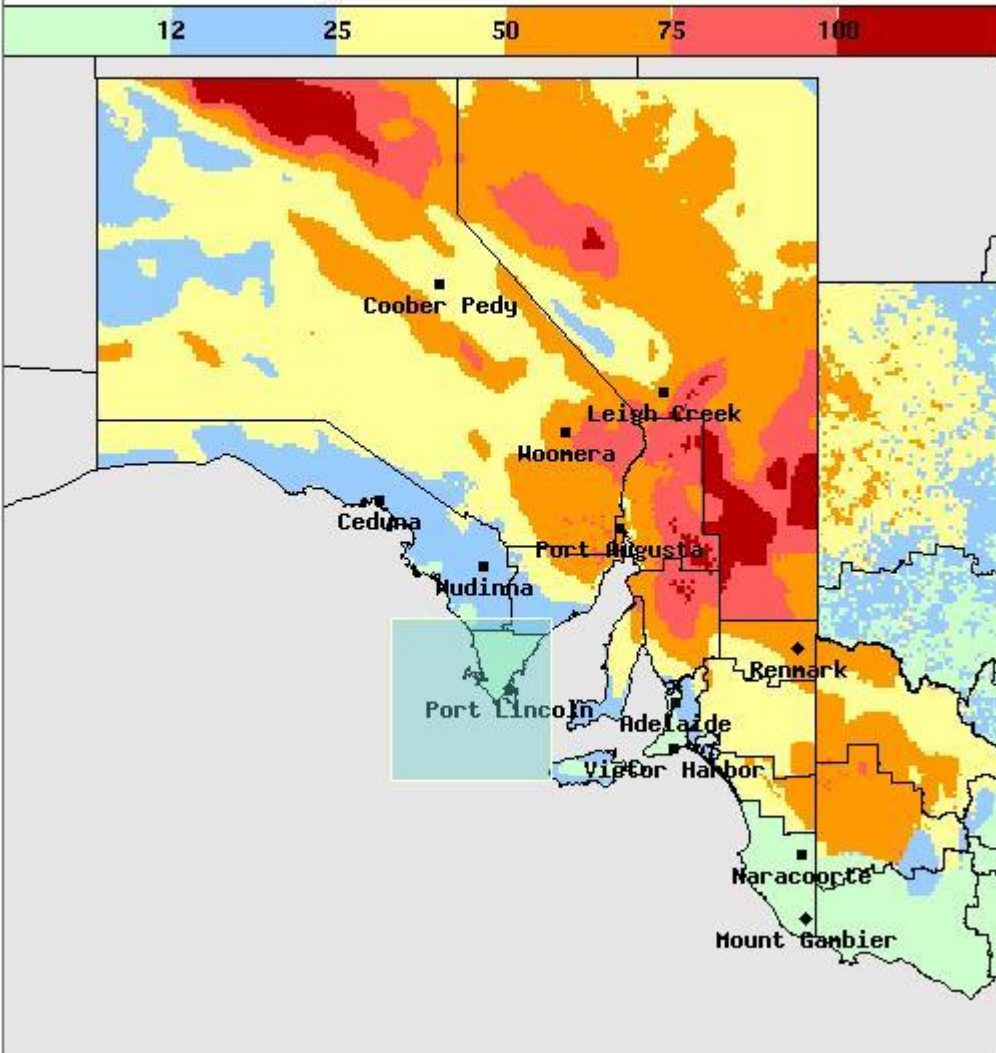 12 25 50 75 100
Coober Pedy
Leigh Creek
Woomera
Ceduna
Port Augusta
Wudinna
Renmark
Port Lincoln
Adelaide
Victor Harbor
Naracoorte
Mount Gambier